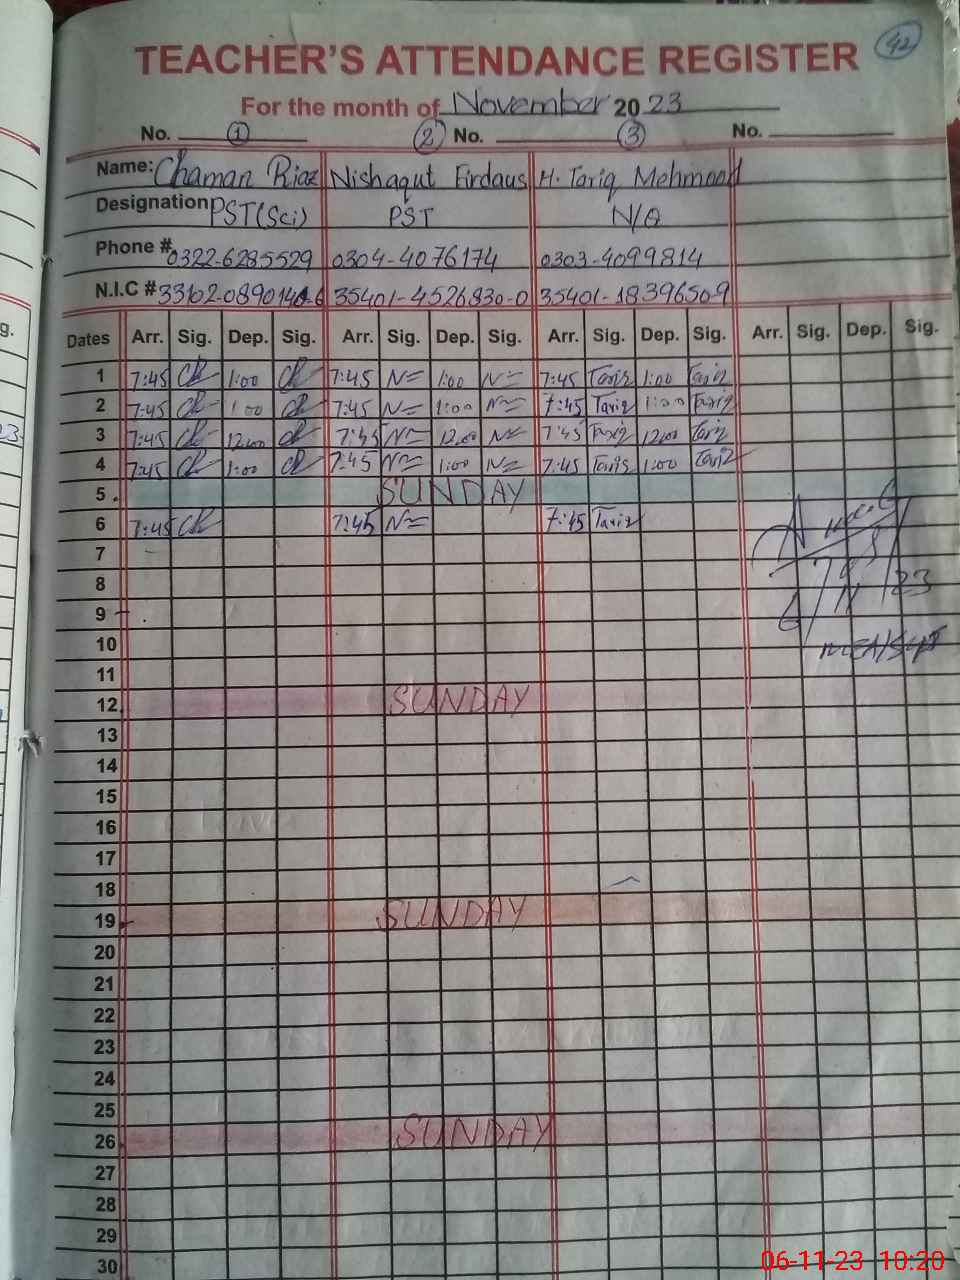 42
TEACHER'S ATTENDANCE REGISTER
For the month of November 20 23
No. 1 2 No. 3 No.
Name: Chaman Riaz Nishaqut Firdaus H. Tariq Mehmood
Designation PST(Sci) PST N/Q
Phone # 0322-6285529 0304-4076174 0303-4099814
N.I.C # 35401-4526830-0 35401-1839650-9
Dates Arr. Sig. Dep. Sig. Arr. Sig. Dep. Sig. Arr. Sig. Dep. Sig. Arr. Sig. Dep. Sig.
1 7:45 1:00 7:45 1:00 7:45 Tariq 1:00 Tariq
2 7:45 1:00 7:45 1:00 7:45 Tariq 1:00 Tariq
3 7:45 12:00 7:45 12:00 7:45 Tariq 12:00 Tariq
4 7:45 1:00 7:45 1:00 7:45 Tariq 1:00 Tariq
5 SUNDAY
6 7:45 7:45 7:45 Tariq
7
8
9
10
11
12 SUNDAY
13
14
15
16
17
18
19 SUNDAY
20
21
22
23
24
25
26 SUNDAY
27
28
29
30
6/11/23
g.
23
06-11-23 10:20